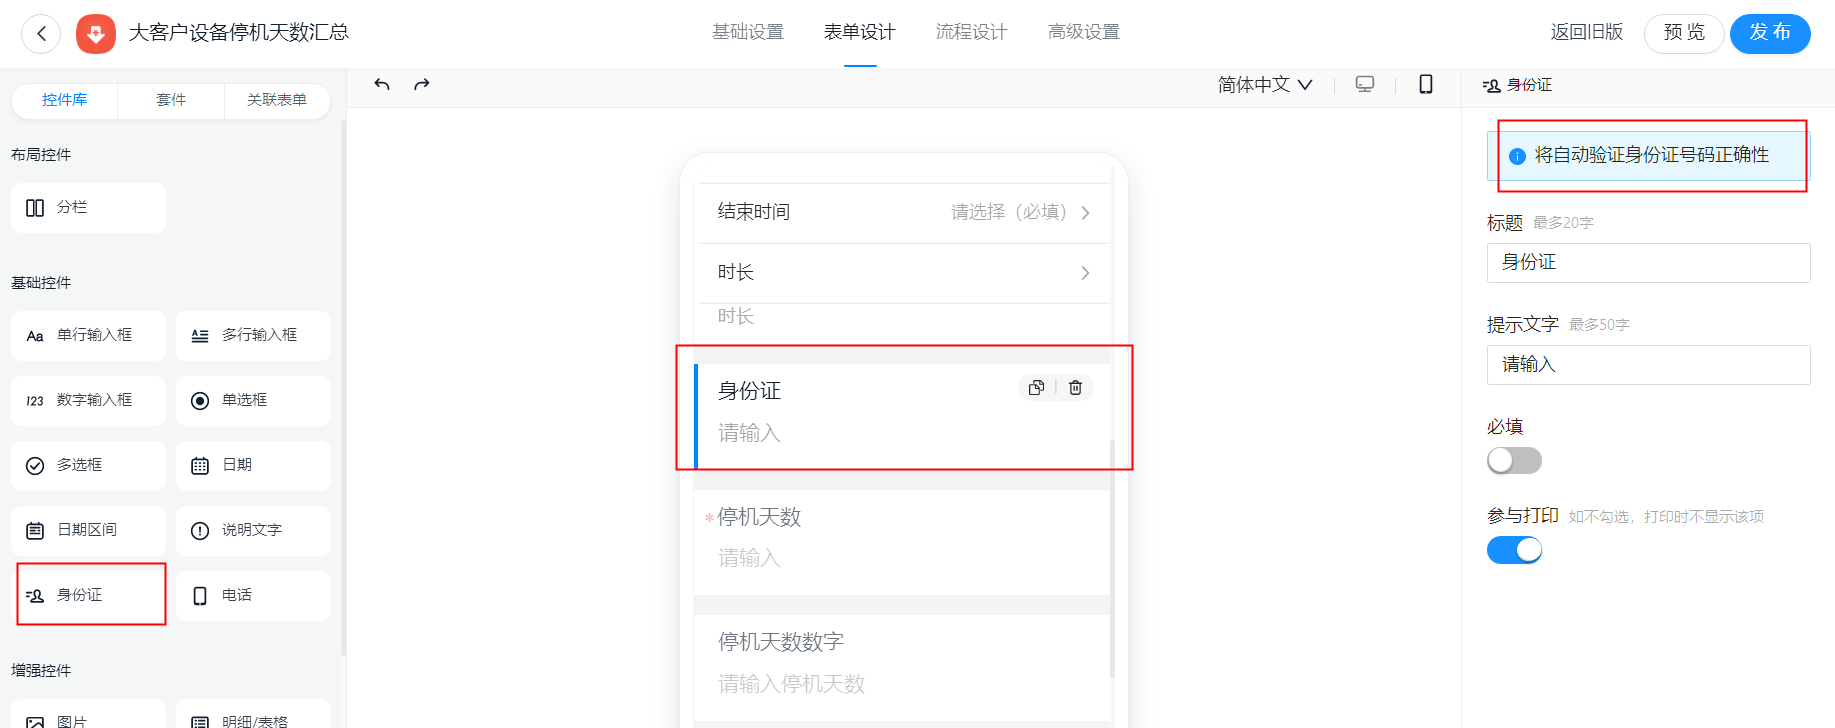 大客户设备停机天数汇总
基础设置 表单设计 流程设计 高级设置
返回旧版 预 览 发 布
控件库 套件 关联表单
布局控件
分栏
基础控件
Aa 单行输入框 多行输入框
123 数字输入框 单选框
多选框 日期
日期区间 说明文字
身份证 电话
增强控件
图片 明细/表格
简体中文
结束时间 请选择（必填）
时长
时长
身份证
请输入
*停机天数
请输入
停机天数数字
请输入停机天数
身份证
将自动验证身份证号码正确性
标题 最多20字
身份证
提示文字 最多50字
请输入
必填
参与打印 如不勾选，打印时不显示该项